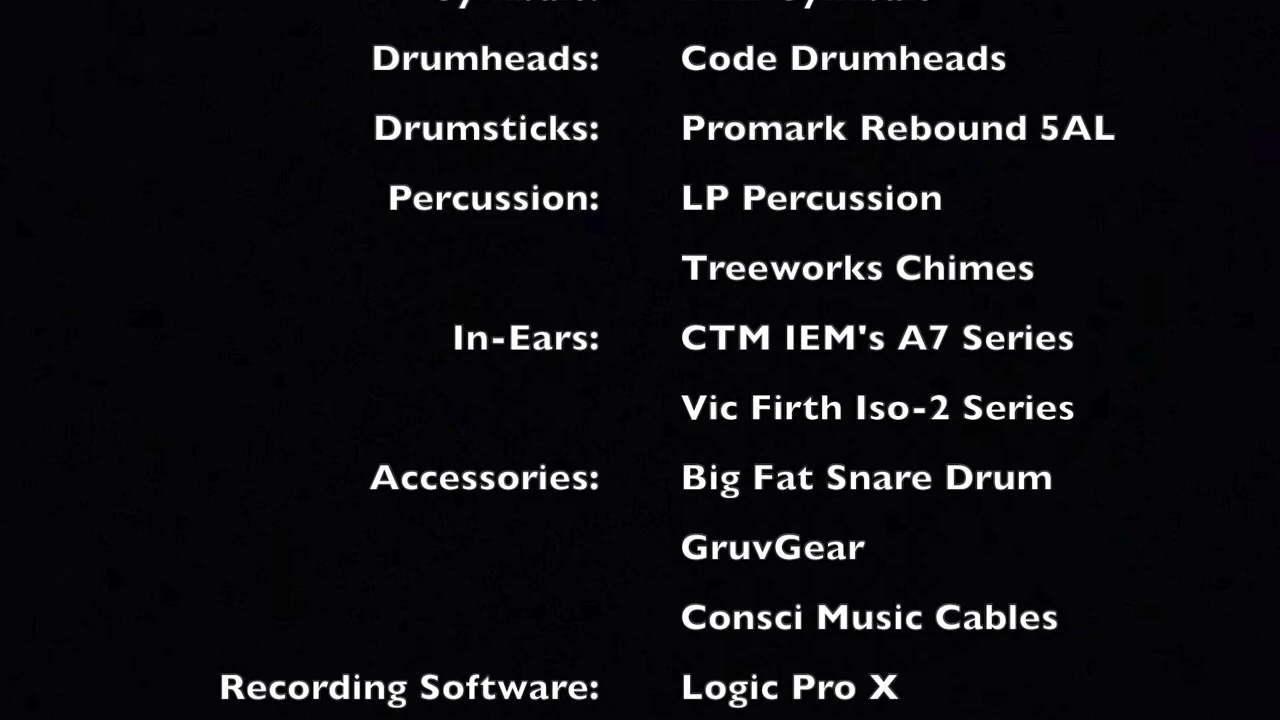 Drumheads: Code Drumheads
Drumsticks: Promark Rebound 5AL
Percussion: LP Percussion
Treeworks Chimes
In-Ears: CTM IEM's A7 Series
Vic Firth Iso-2 Series
Accessories: Big Fat Snare Drum
GruvGear
Consci Music Cables
Recording Software: Logic Pro X